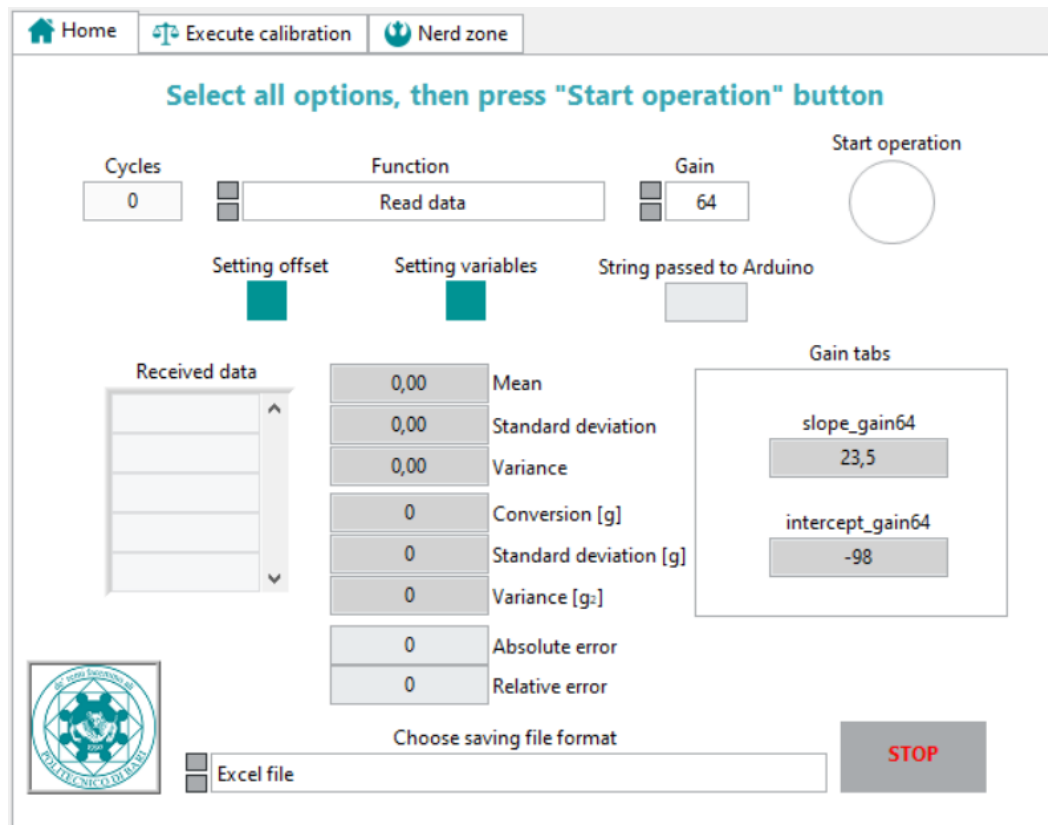 Home
Execute calibration
Nerd zone
Select all options, then press "Start operation" button
Start operation
Cycles
Function
Gain
0
Read data
64
Setting offset
Setting variables
String passed to Arduino
Received data
0,00
Mean
0,00
Standard deviation
0,00
Variance
0
Conversion [g]
0
Standard deviation [g]
0
Variance [g2]
0
Absolute error
0
Relative error
Gain tabs
slope_gain64
23,5
intercept_gain64
-98
POLITECNICO DI BARI
Choose saving file format
Excel file
STOP